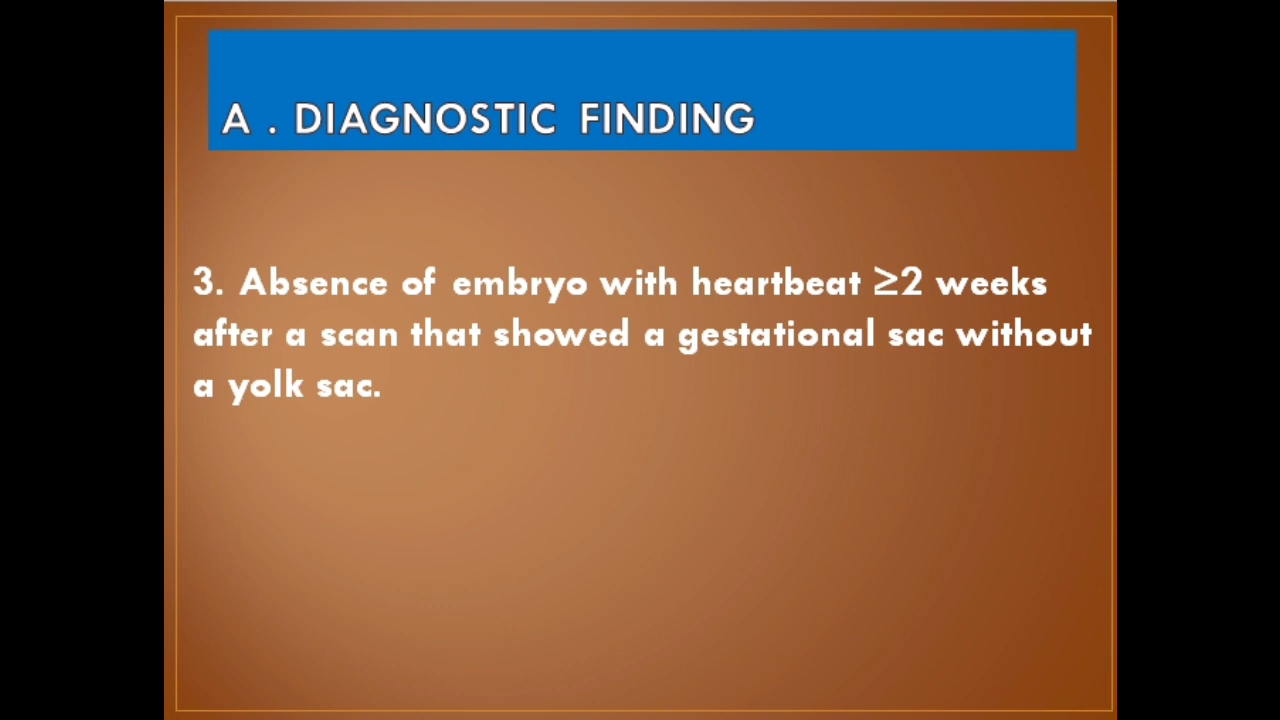 A . DIAGNOSTIC FINDING
3. Absence of embryo with heartbeat ≥2 weeks
after a scan that showed a gestational sac without
a yolk sac.